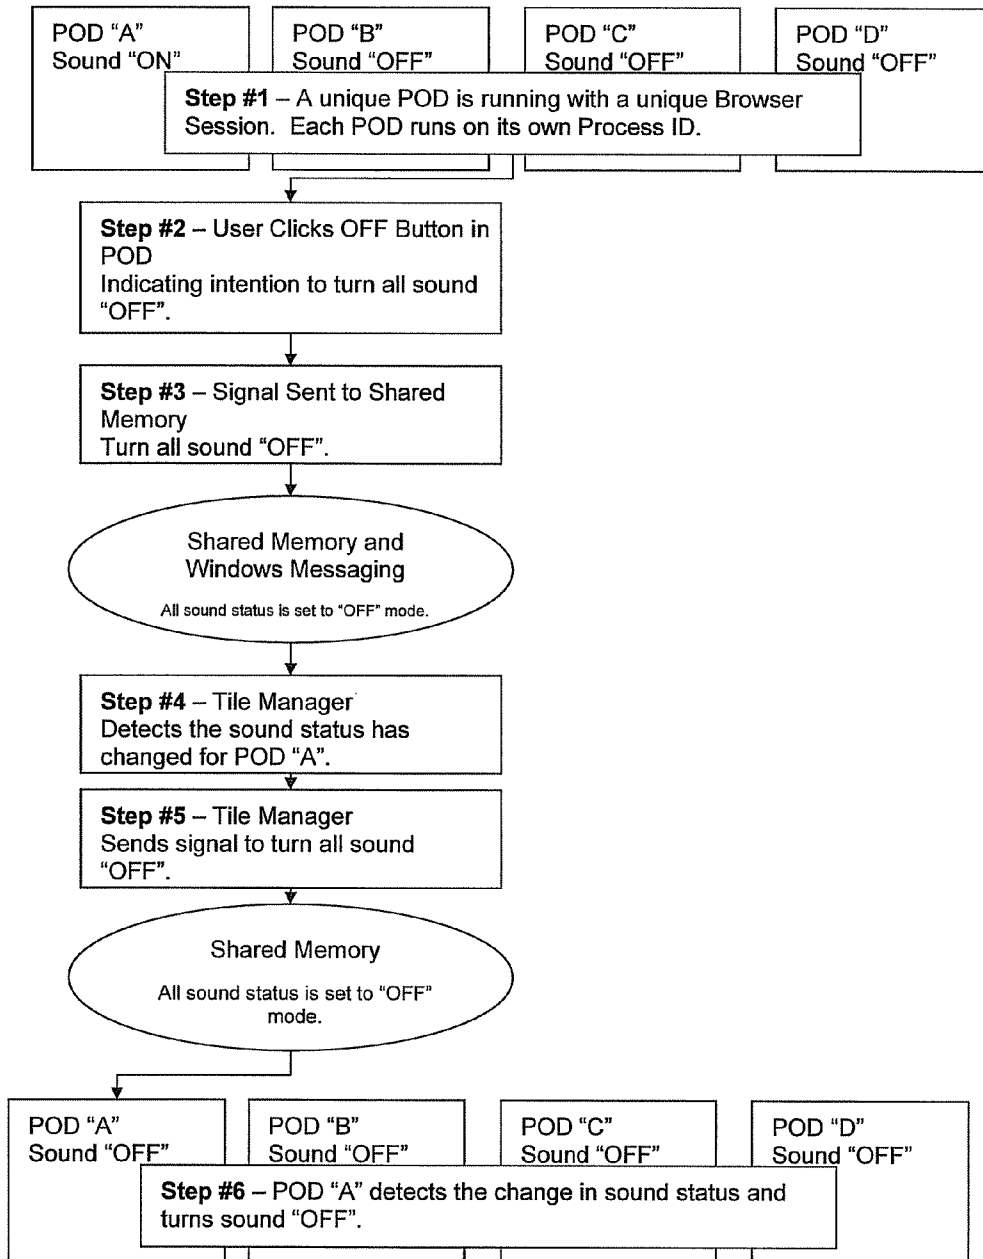 POD “A”
Sound “ON”
POD “B”
Sound “OFF”
POD “C”
Sound “OFF”
POD “D”
Sound “OFF”
Step #1 – A unique POD is running with a unique Browser
Session. Each POD runs on its own Process ID.
Step #2 – User Clicks OFF Button in
POD
Indicating intention to turn all sound
“OFF”.
Step #3 – Signal Sent to Shared
Memory
Turn all sound “OFF”.
Shared Memory and
Windows Messaging
All sound status is set to “OFF” mode.
Step #4 – Tile Manager
Detects the sound status has
changed for POD “A”.
Step #5 – Tile Manager
Sends signal to turn all sound
“OFF”.
Shared Memory
All sound status is set to “OFF”
mode.
POD “A”
Sound “OFF”
POD “B”
Sound “OFF”
POD “C”
Sound “OFF”
POD “D”
Sound “OFF”
Step #6 – POD “A” detects the change in sound status and
turns sound “OFF”.